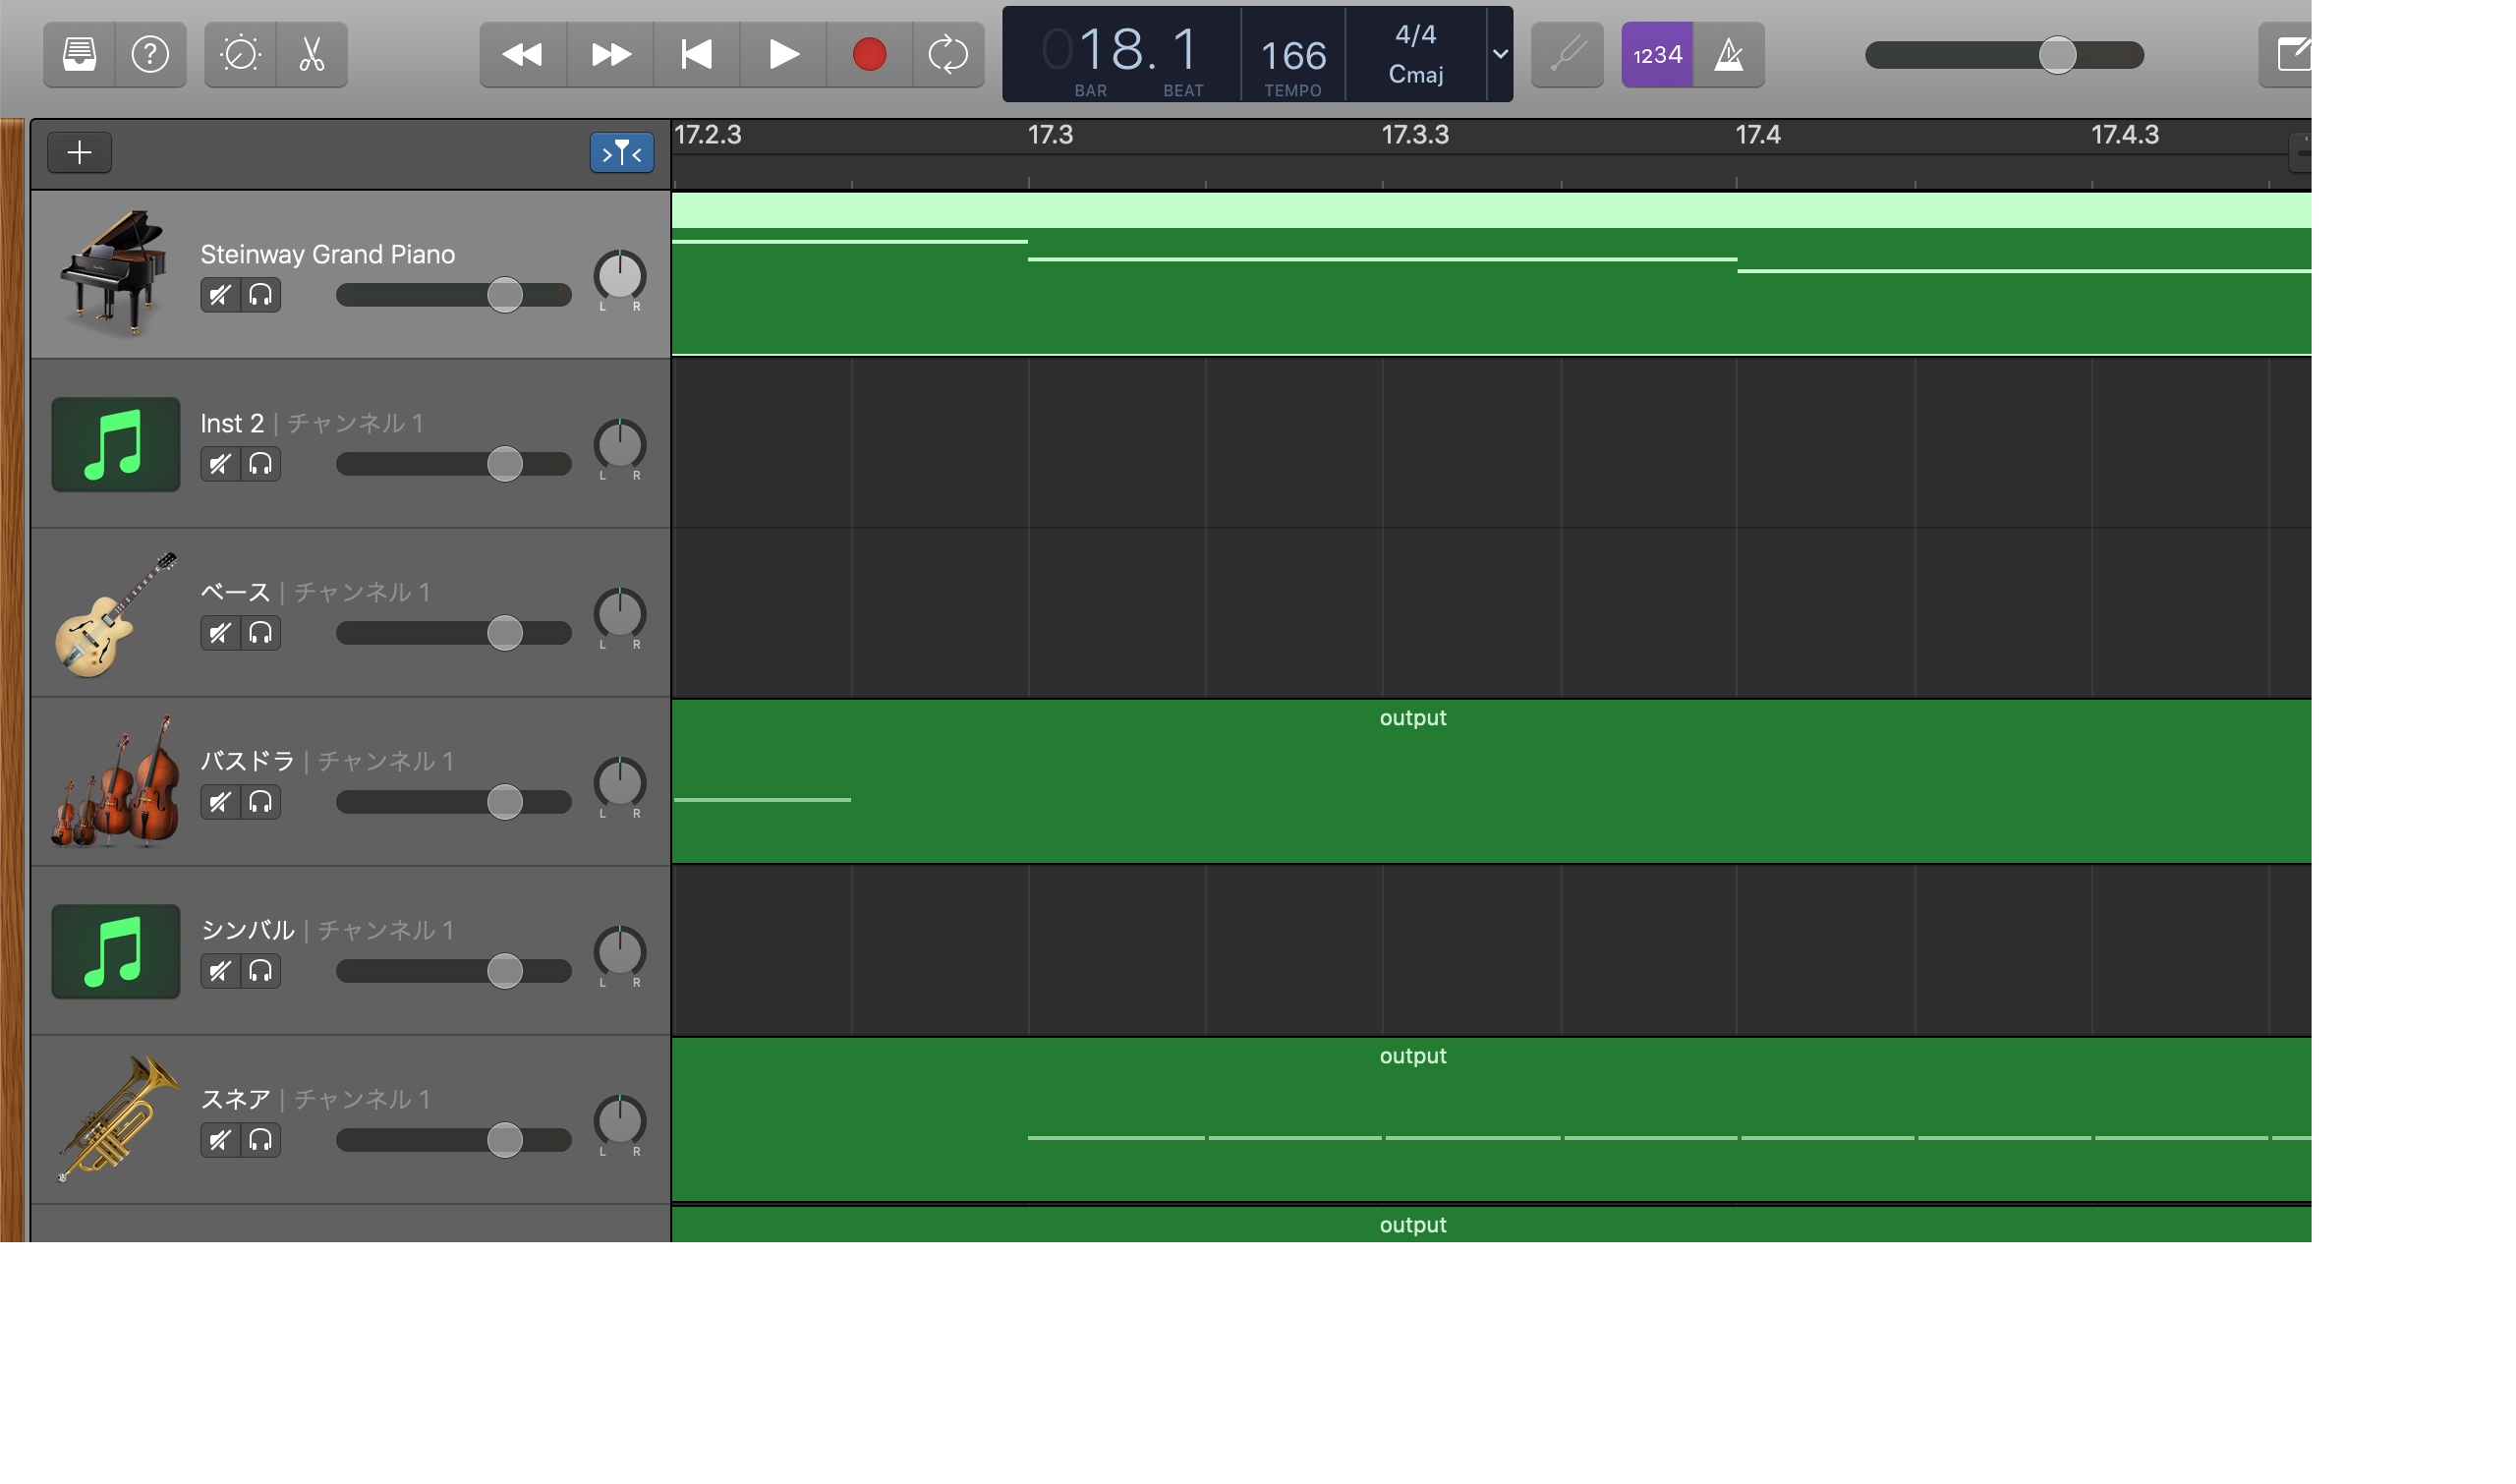 018. 1 166 4/4
Cmaj
BAR BEAT TEMPO
1234
17.2.3 17.3 17.3.3 17.4 17.4.3
Steinway Grand Piano
L R
Inst 2 | チャンネル 1
L R
ベース | チャンネル 1
L R
output
バスドラ | チャンネル 1
L R
シンバル | チャンネル 1
L R
output
スネア | チャンネル 1
L R
output